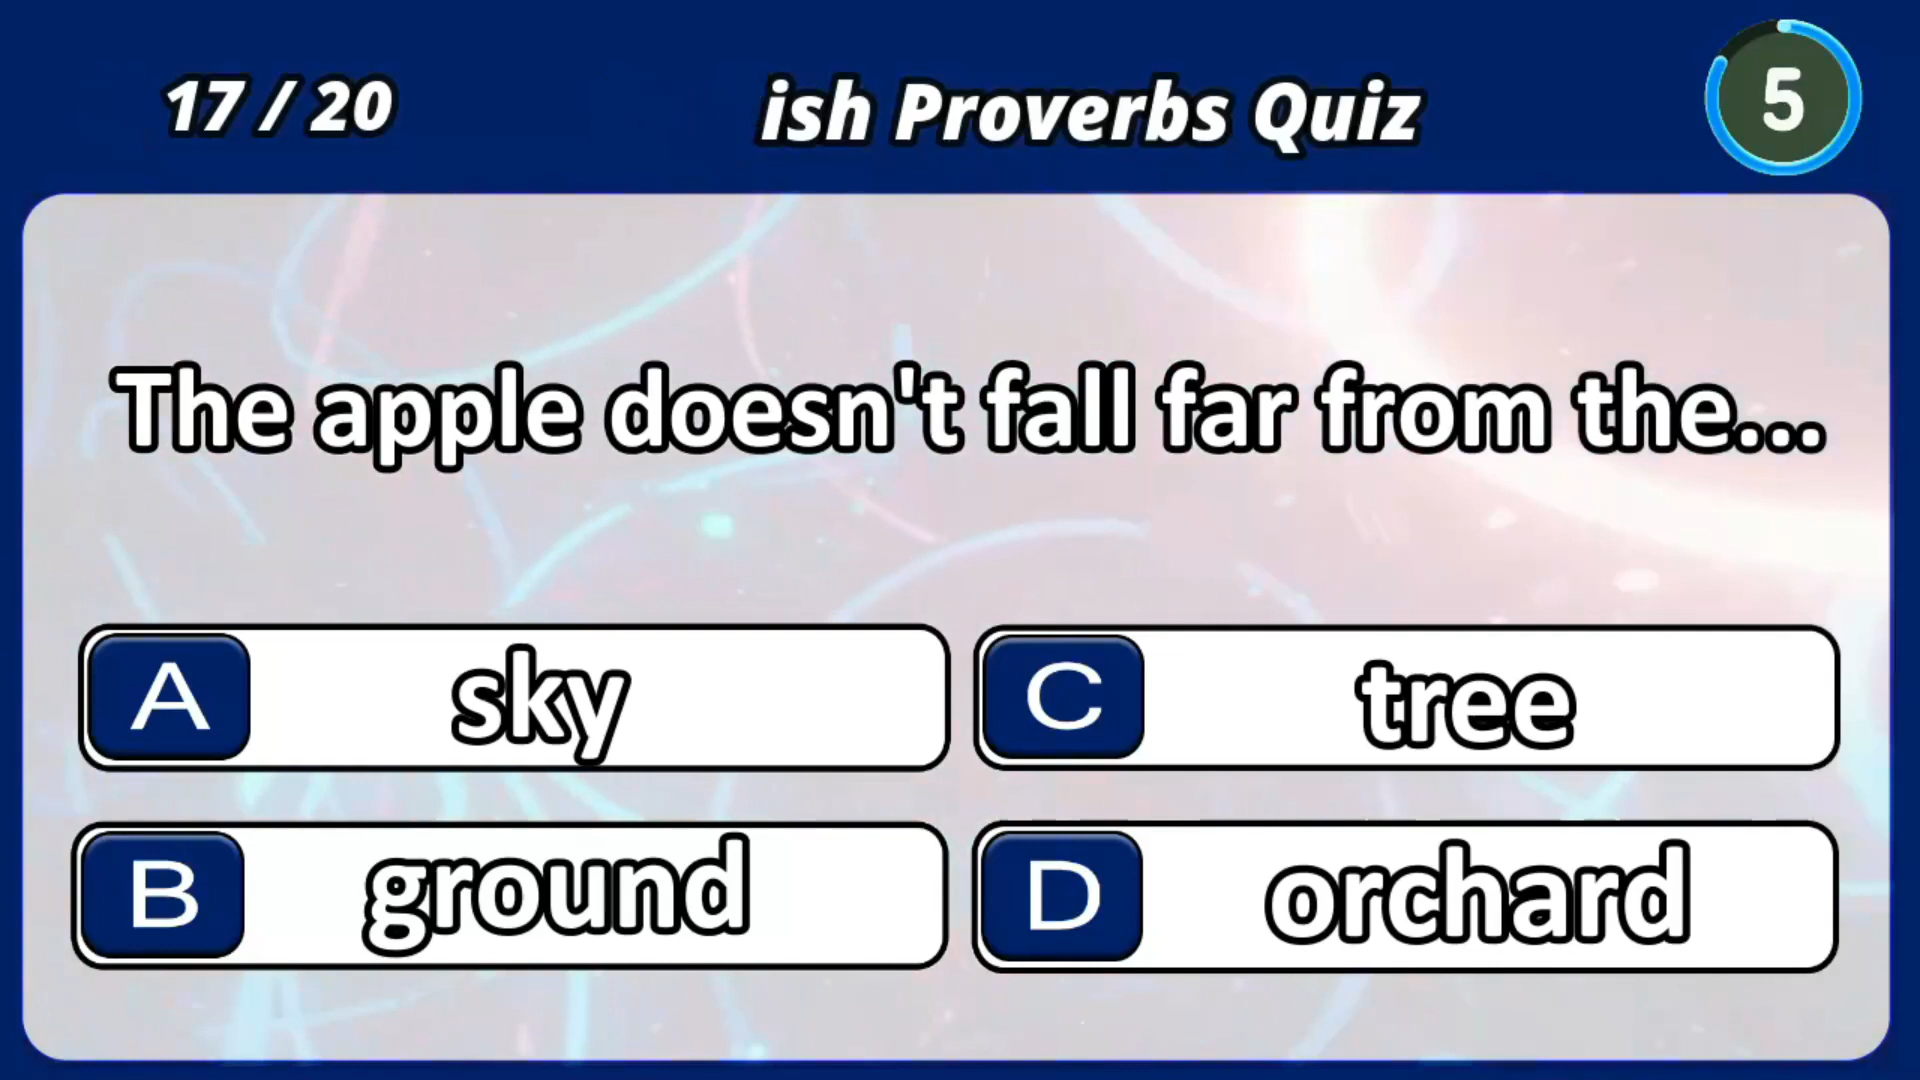 17 / 20
ish Proverbs Quiz
5
The apple doesn't fall far from the...
A sky
C tree
B ground
D orchard